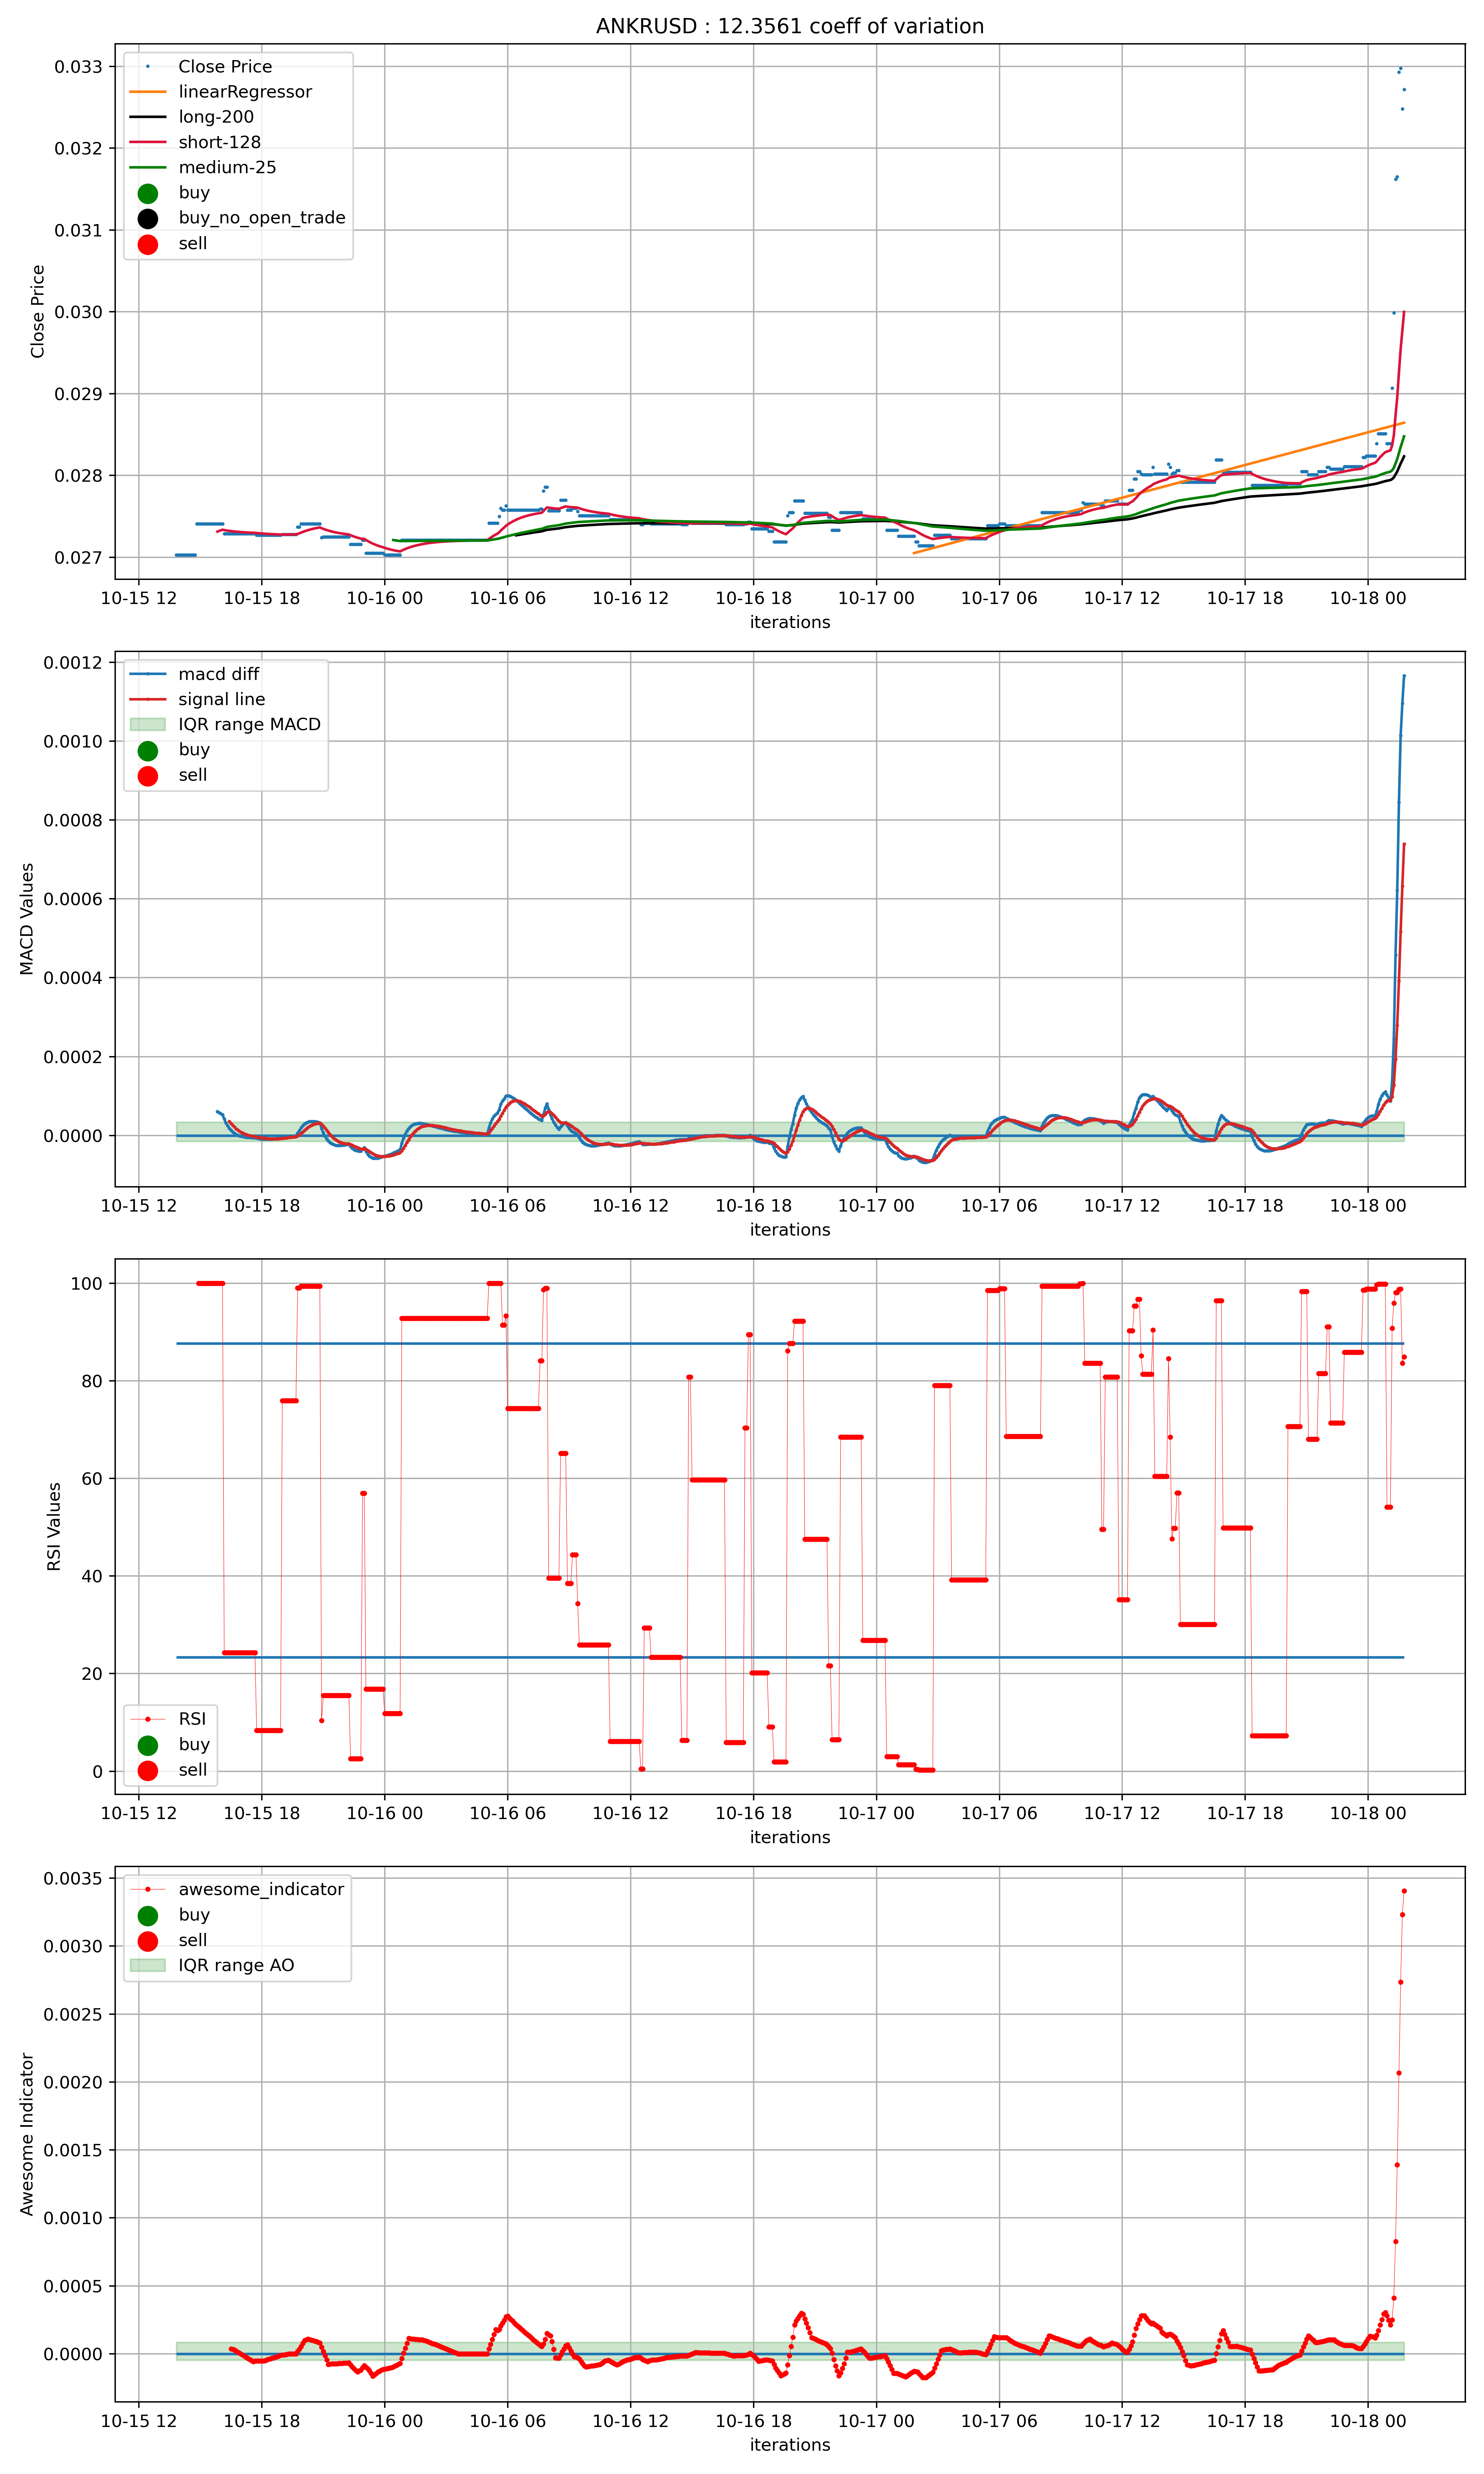 ANKRUSD : 12.3561 coeff of variation
Close Price
linearRegressor
long-200
short-128
medium-25
buy
buy_no_open_trade
sell
0.033
0.032
0.031
0.030
0.029
0.028
0.027
Close Price
10-15 12 10-15 18 10-16 00 10-16 06 10-16 12 10-16 18 10-17 00 10-17 06 10-17 12 10-17 18 10-18 00
iterations
macd diff
signal line
IQR range MACD
buy
sell
0.0012
0.0010
0.0008
0.0006
0.0004
0.0002
0.0000
MACD Values
10-15 12 10-15 18 10-16 00 10-16 06 10-16 12 10-16 18 10-17 00 10-17 06 10-17 12 10-17 18 10-18 00
iterations
100
80
60
40
20
0
RSI Values
RSI
buy
sell
10-15 12 10-15 18 10-16 00 10-16 06 10-16 12 10-16 18 10-17 00 10-17 06 10-17 12 10-17 18 10-18 00
iterations
awesome_indicator
buy
sell
IQR range AO
0.0035
0.0030
0.0025
0.0020
0.0015
0.0010
0.0005
0.0000
Awesome Indicator
10-15 12 10-15 18 10-16 00 10-16 06 10-16 12 10-16 18 10-17 00 10-17 06 10-17 12 10-17 18 10-18 00
iterations